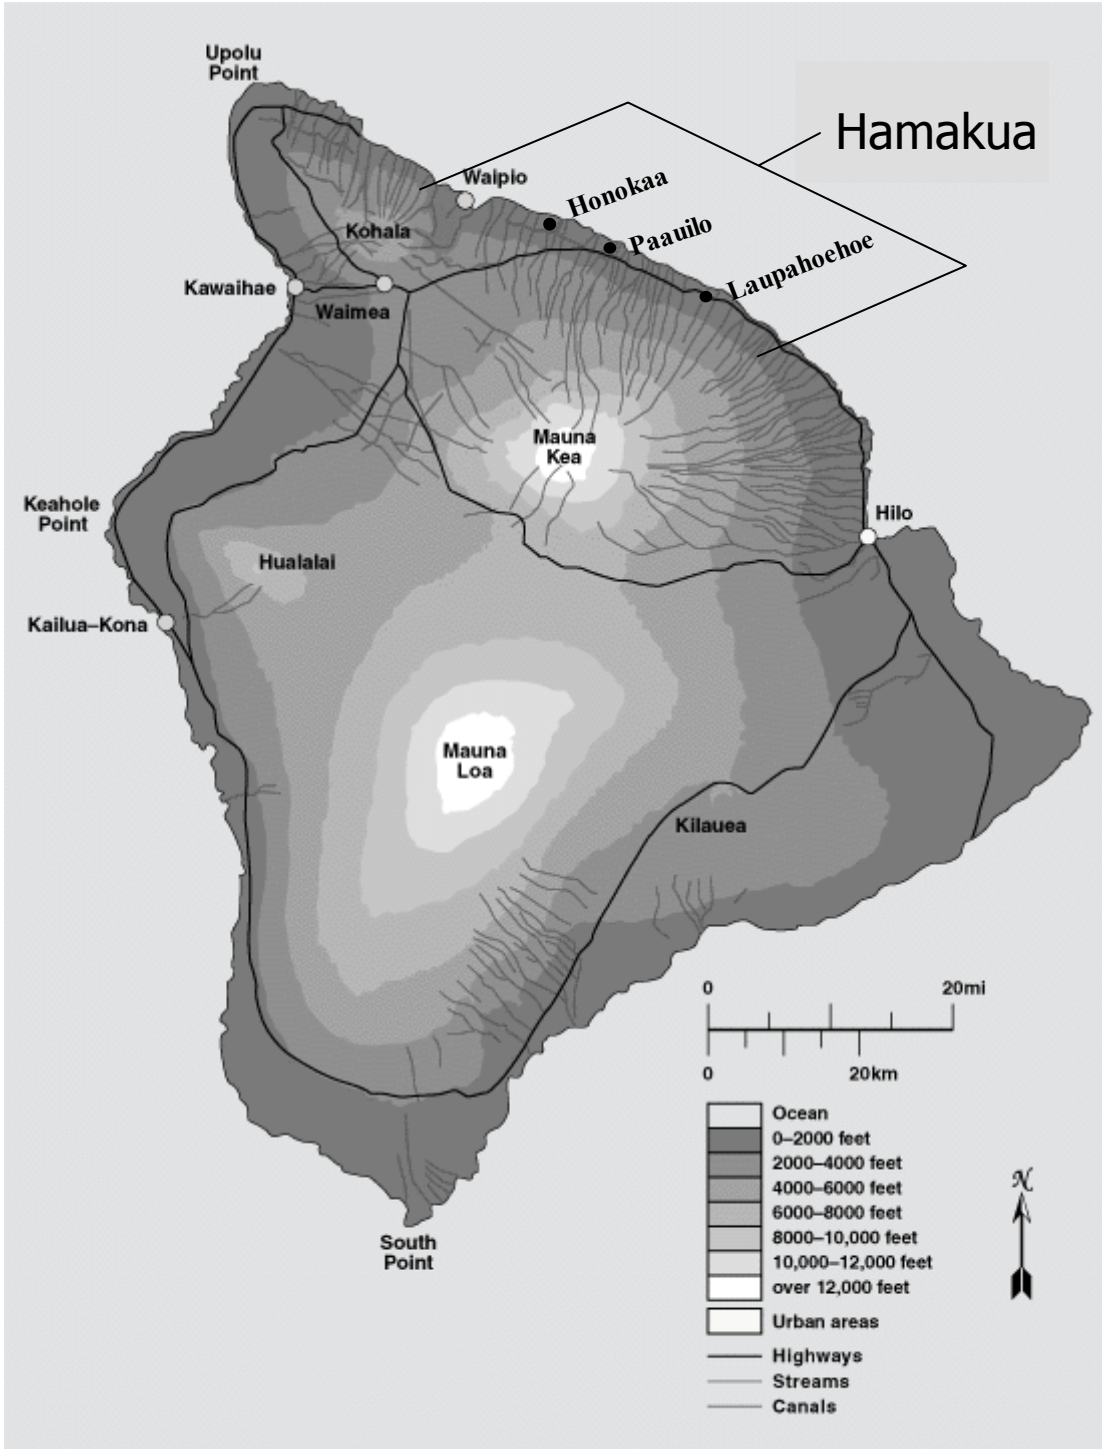 Upolu
Point
Hamakua
Waipio
Honokaa
Kohala
Paauilo
Laupahoehoe
Kawaihae
Waimea
Mauna
Kea
Keahole
Point
Hilo
Hualalai
Kailua–Kona
Mauna
Loa
Kilauea
0 20mi
0 20km
Ocean
0–2000 feet
2000–4000 feet
4000–6000 feet
6000–8000 feet
8000–10,000 feet
10,000–12,000 feet
over 12,000 feet
Urban areas
Highways
Streams
Canals
N
South
Point